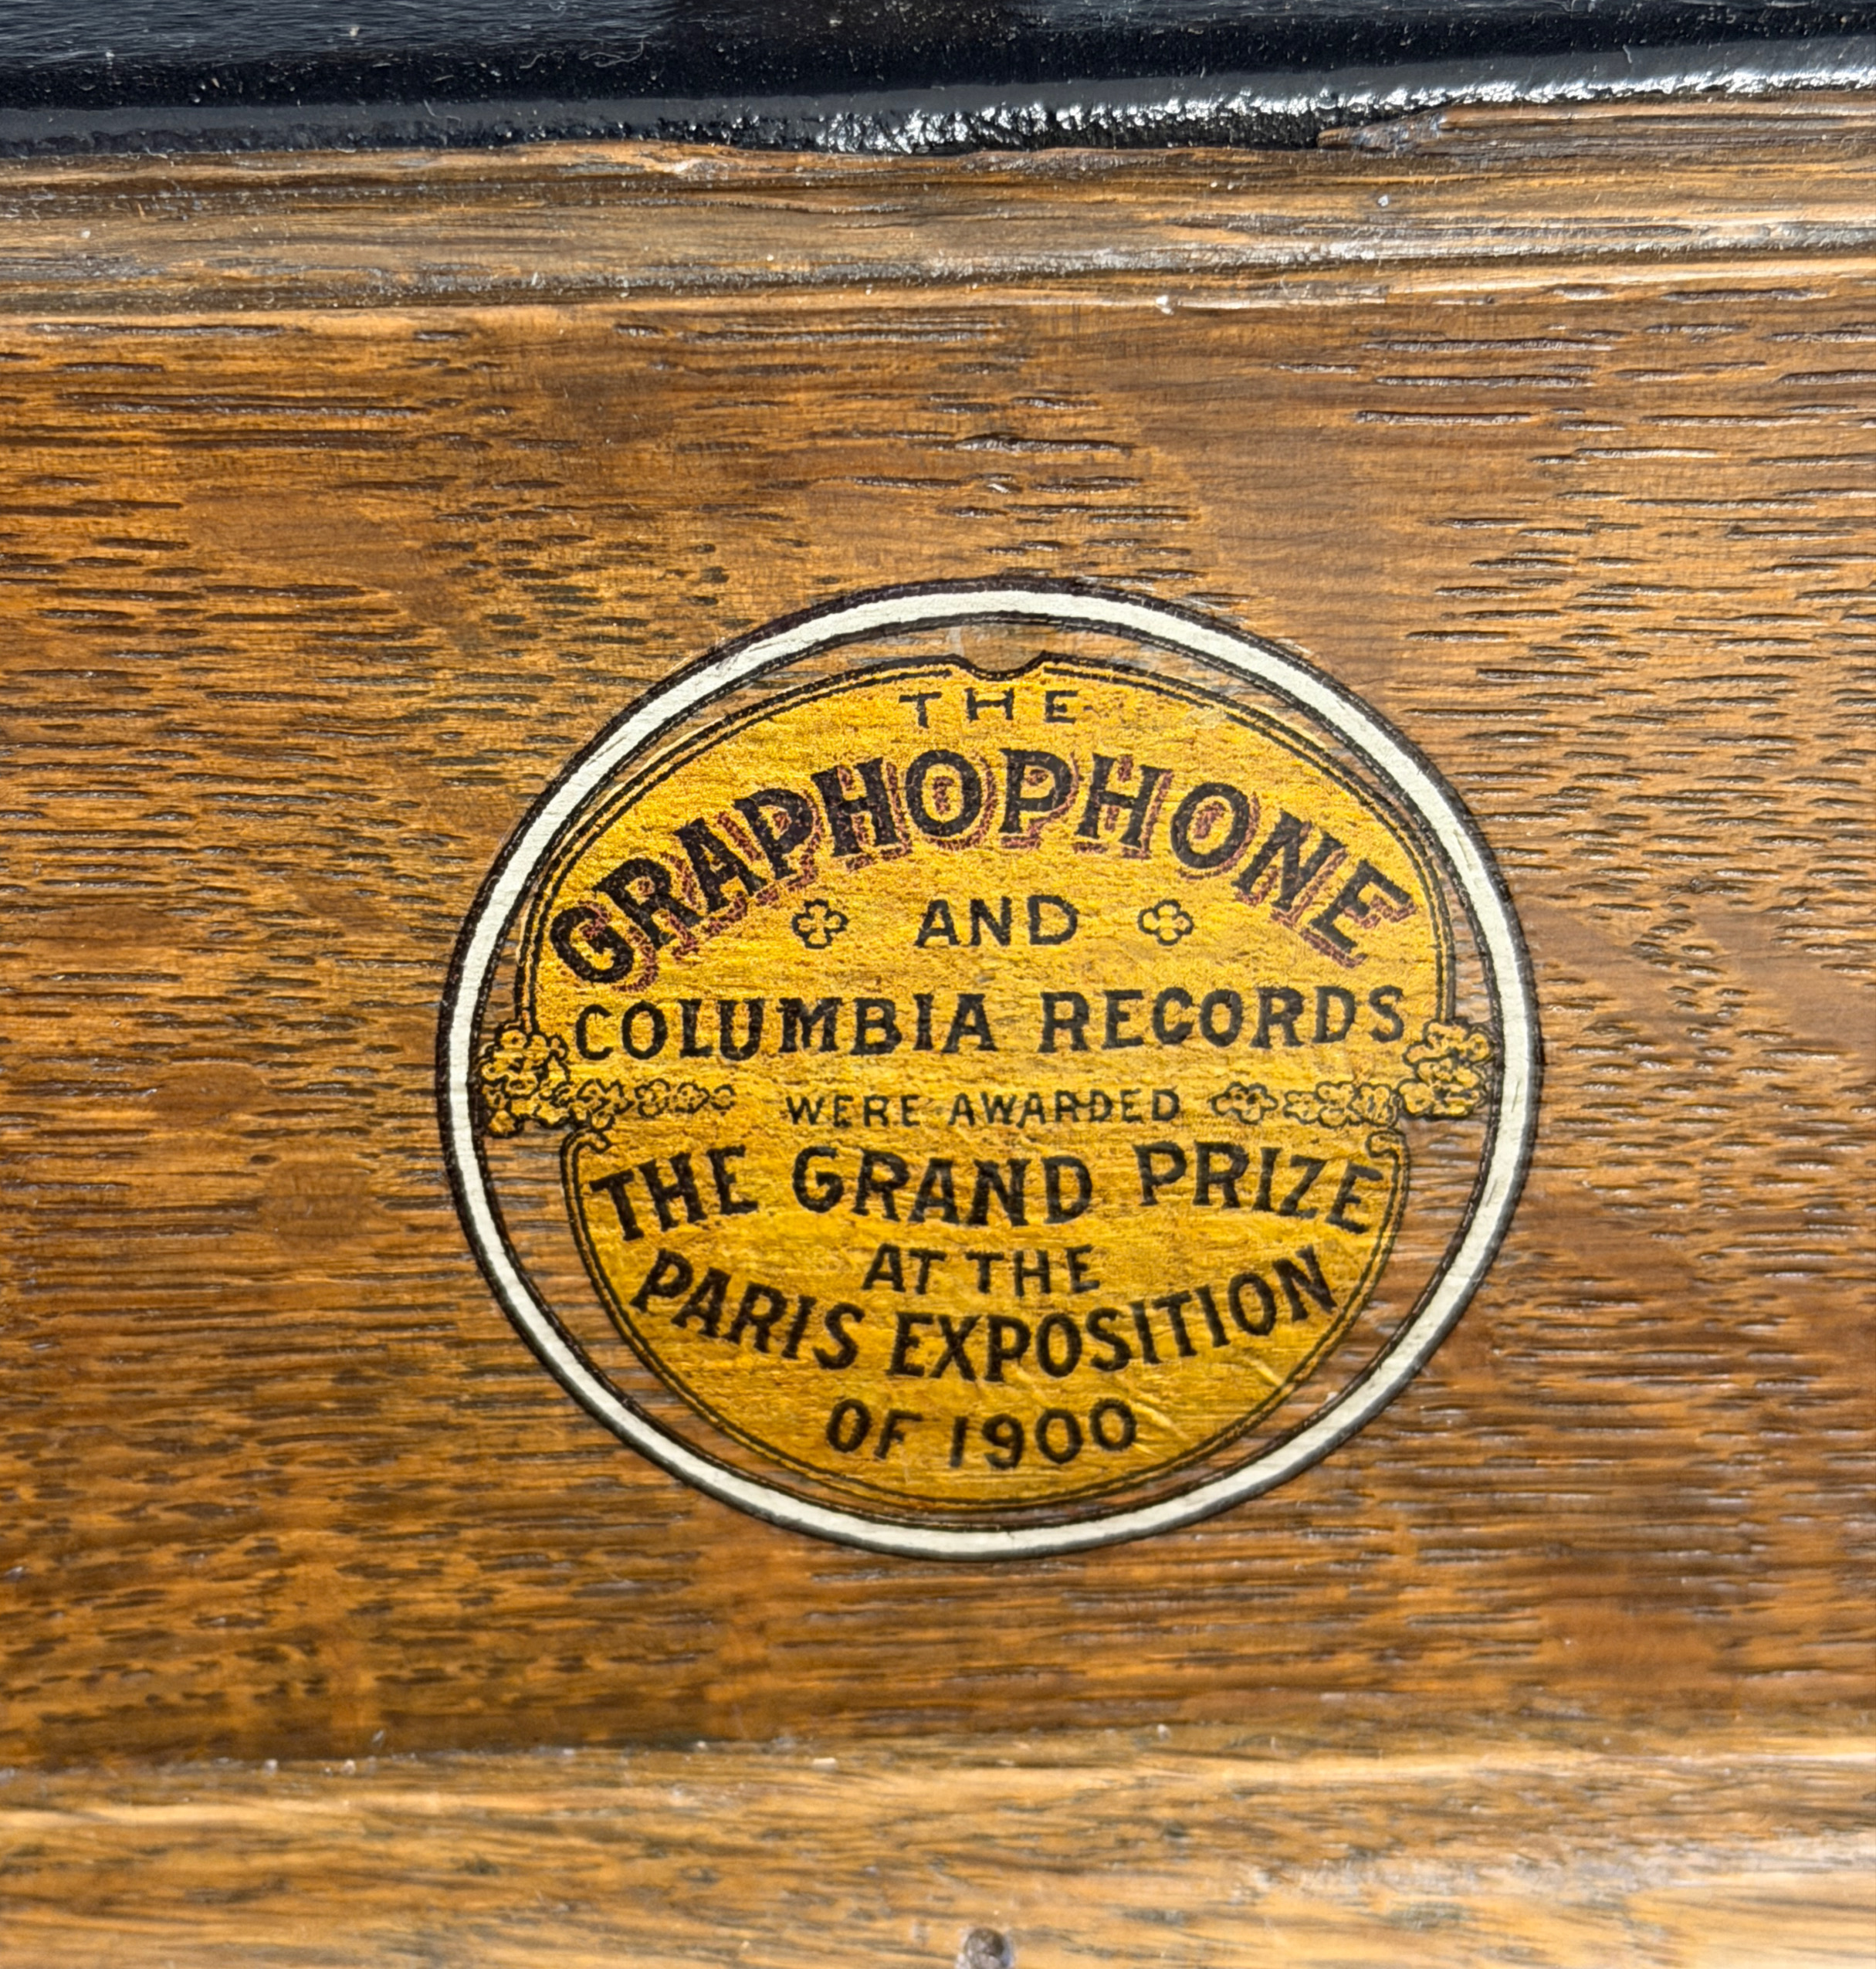 THE
GRAPHOPHONE
AND
COLUMBIA RECORDS
WERE AWARDED
THE GRAND PRIZE
AT THE
PARIS EXPOSITION
OF 1900